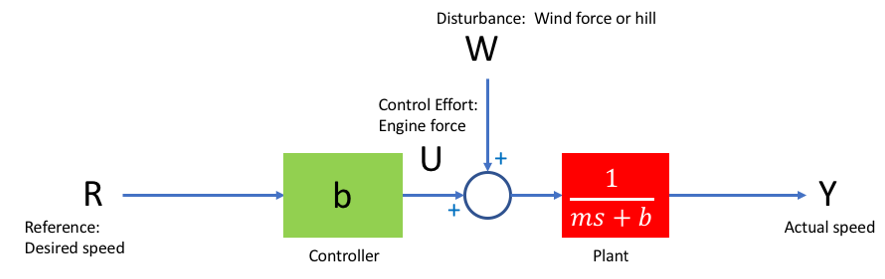 Disturbance:  Wind force or hill
W
Control Effort:
Engine force
U
+
R
b
+
1
ms + b
Y
Reference:
Desired speed
Actual speed
Controller
Plant